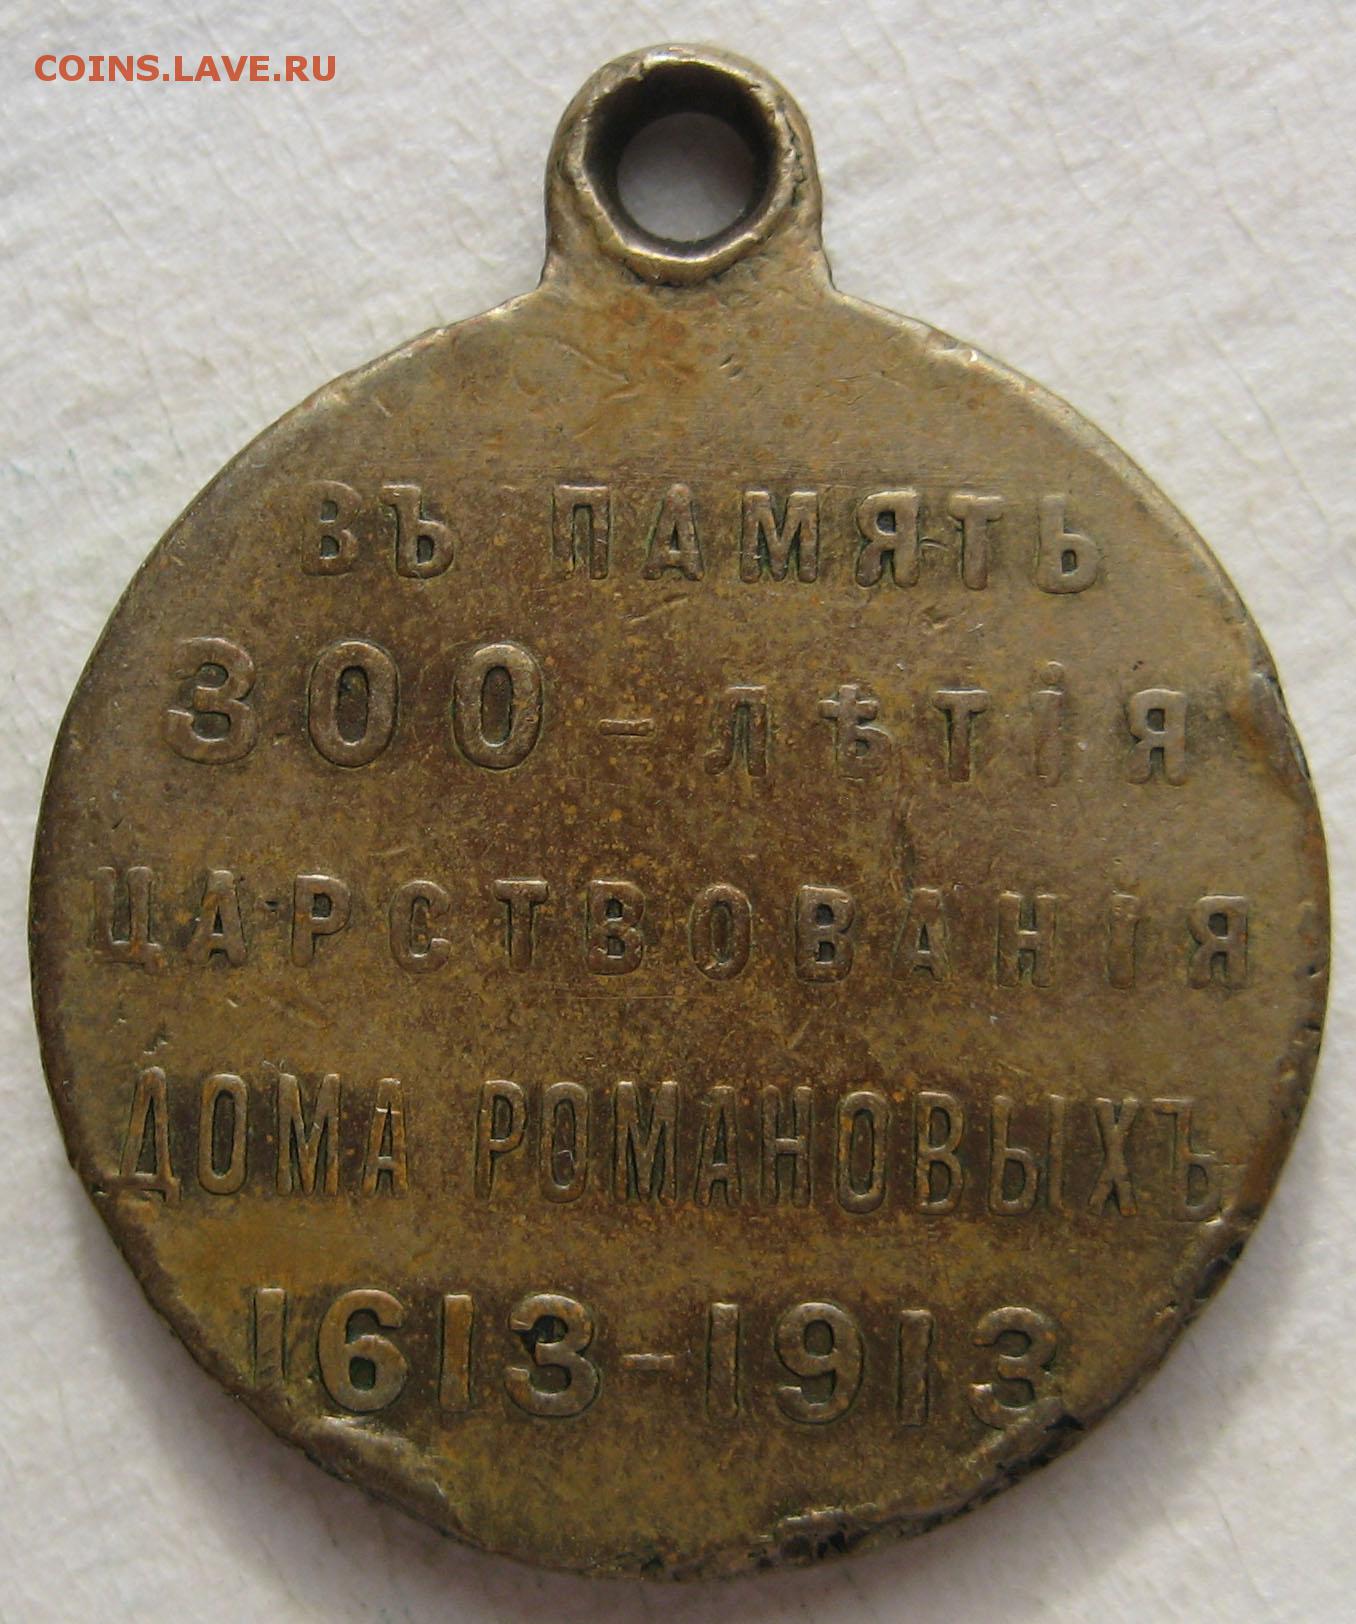 COINS.LAVE.RU
ВЪ ПАМЯТЬ
300-ЛѢТІЯ
ЦАРСТВОВАНІЯ
ДОМА РОМАНОВЫХЪ
1613-1913